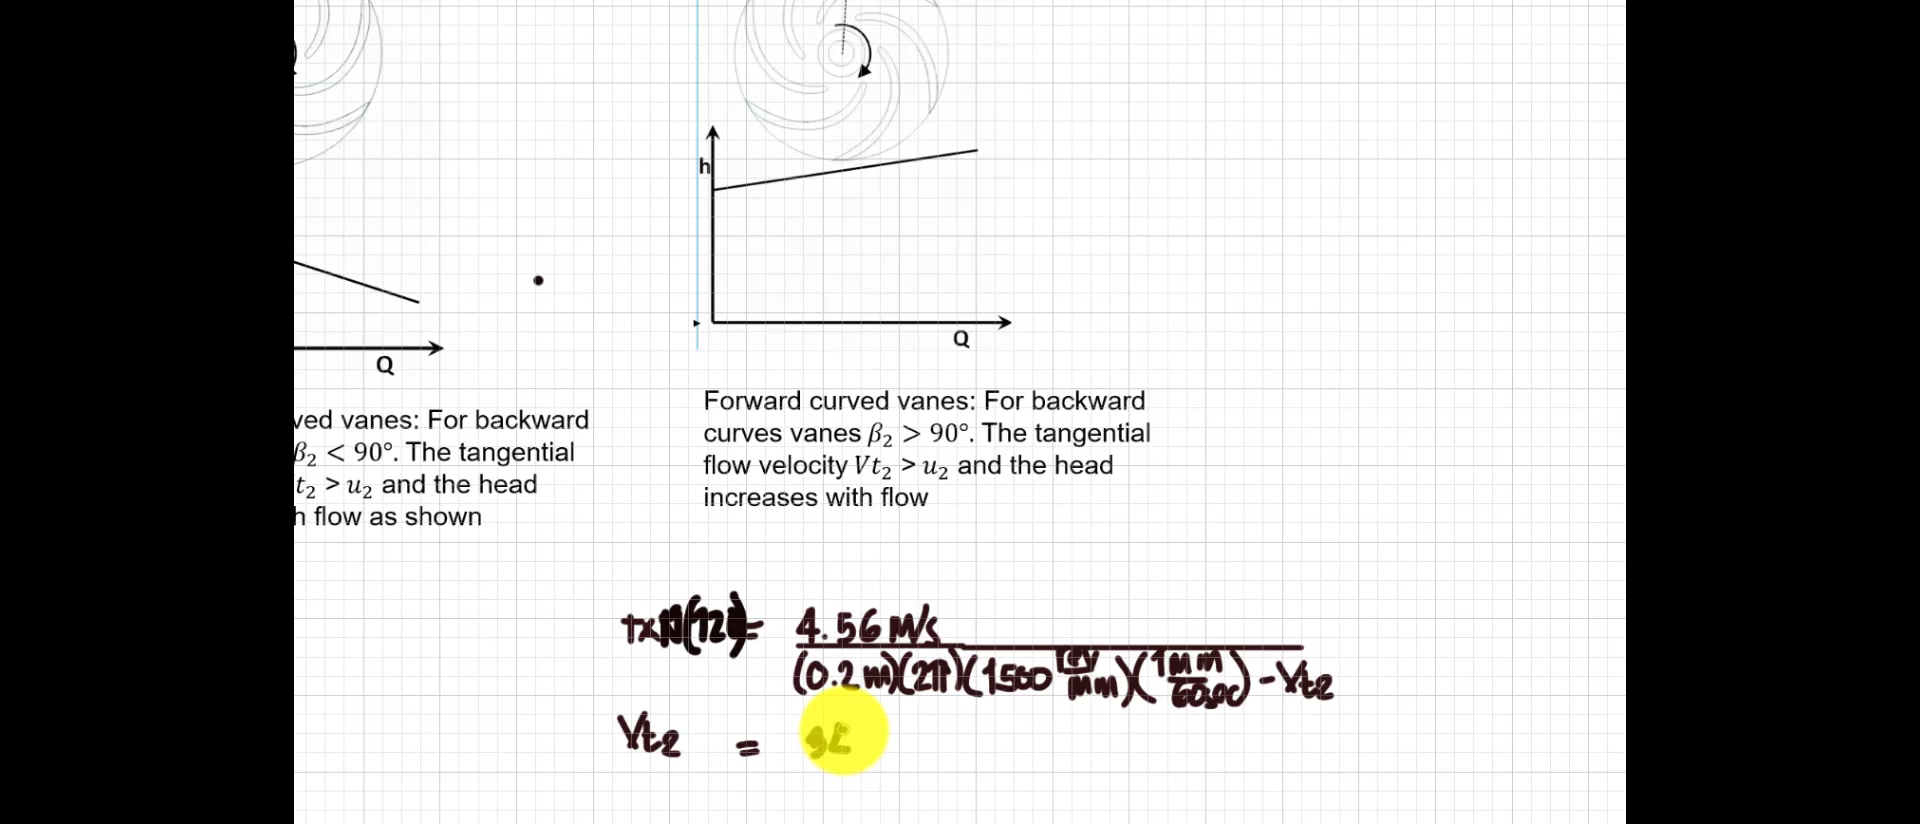 h
Q
Q
ved vanes: For backward
β₂ < 90°. The tangential
t₂ > u₂ and the head
h flow as shown
Forward curved vanes: For backward
curves vanes β₂ > 90°. The tangential
flow velocity Vt₂ > u₂ and the head
increases with flow
= 4.56 M/s
(0.2 m)(2π)(1500 rev/min)(1 min/60 sec) - Vt2
Vt2 =